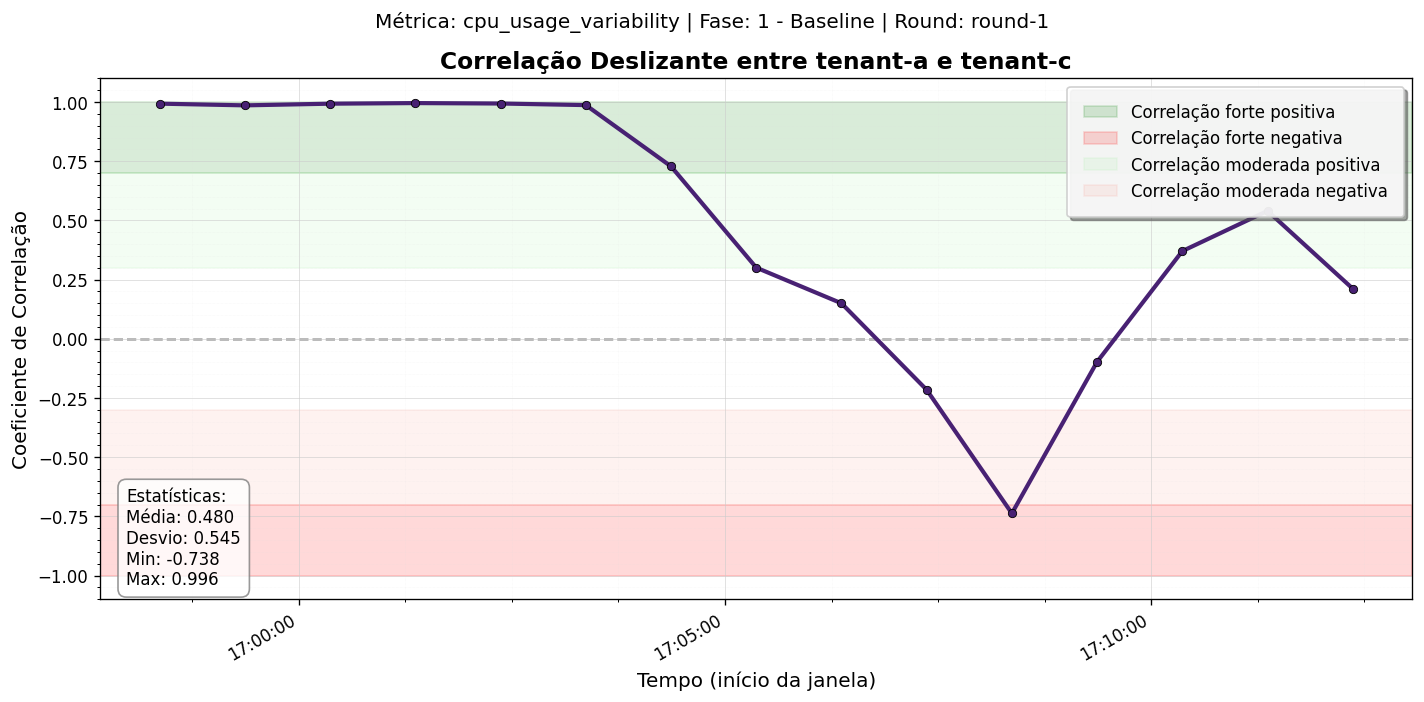 Métrica: cpu_usage_variability | Fase: 1 - Baseline | Round: round-1
Correlação Deslizante entre tenant-a e tenant-c
Coeficiente de Correlação
1.00
0.75
0.50
0.25
0.00
−0.25
−0.50
−0.75
−1.00
Correlação forte positiva
Correlação forte negativa
Correlação moderada positiva
Correlação moderada negativa
Estatísticas:
Média: 0.480
Desvio: 0.545
Min: -0.738
Max: 0.996
17:00:00
17:05:00
17:10:00
Tempo (início da janela)